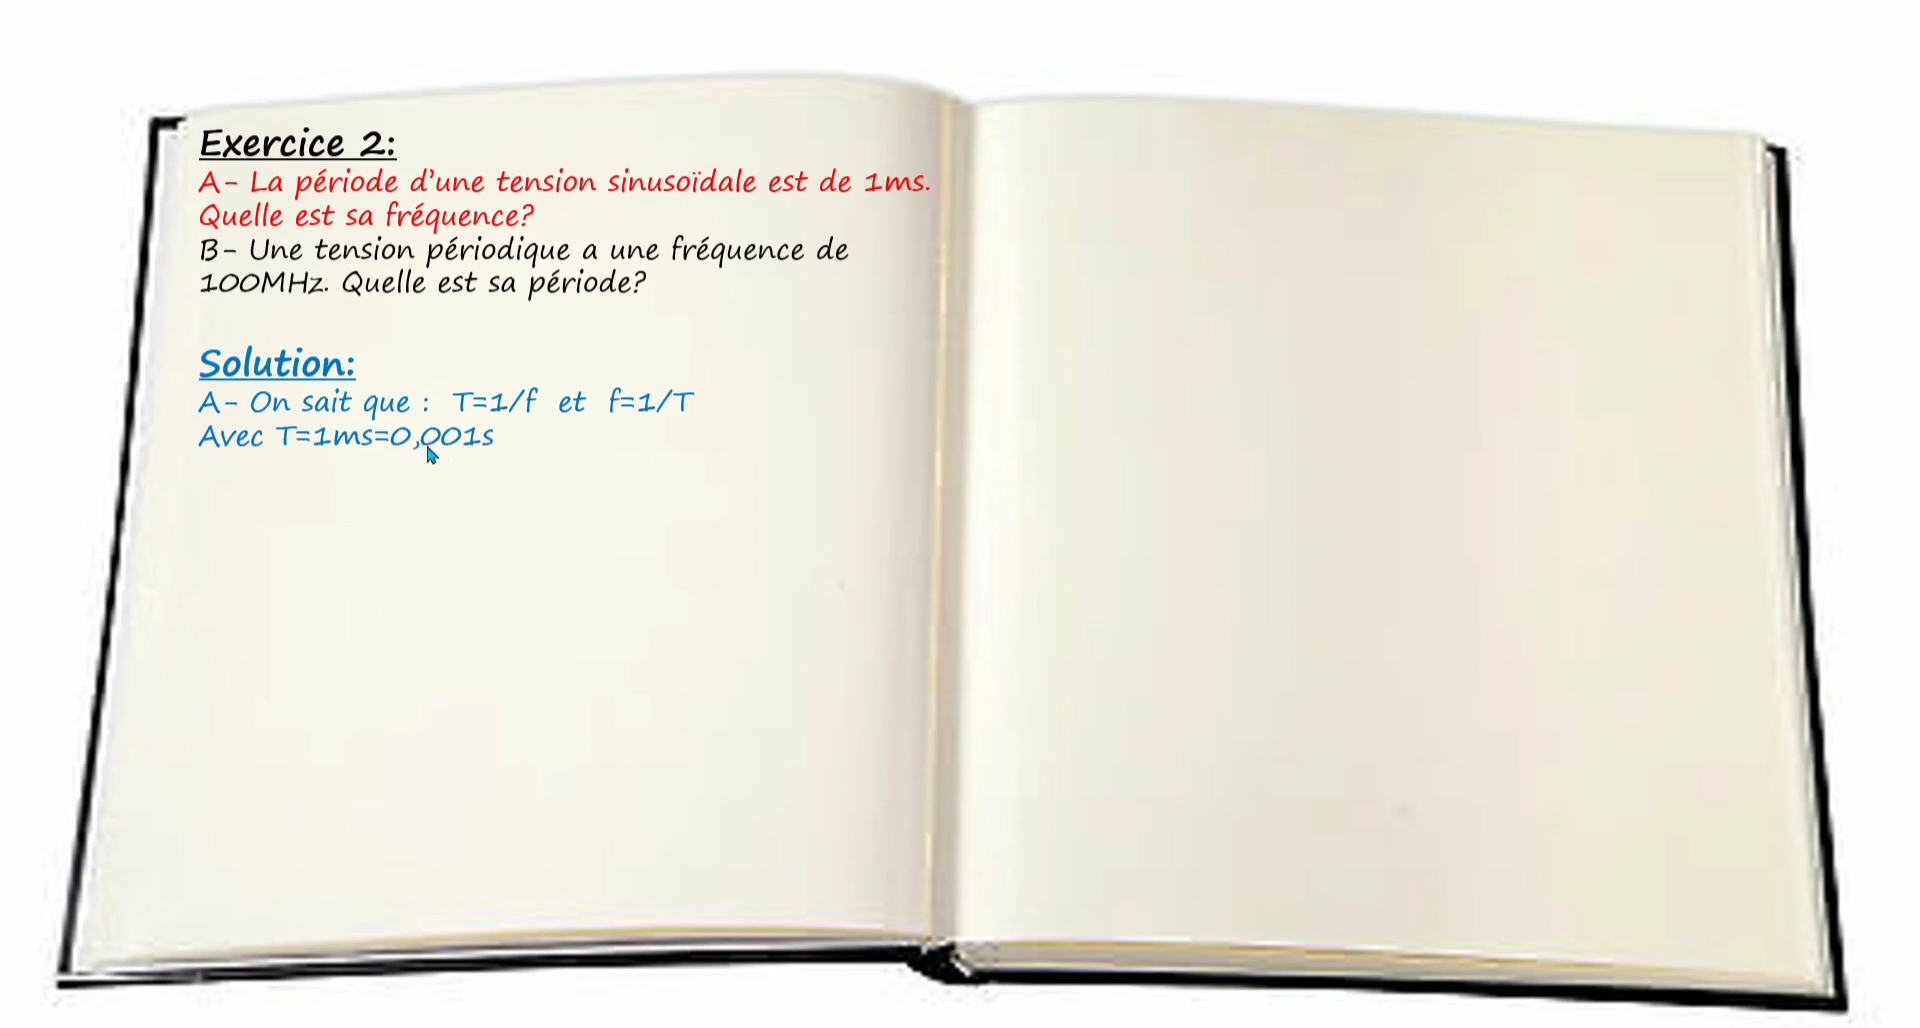 Exercice 2:
A- La période d'une tension sinusoïdale est de 1ms.
Quelle est sa fréquence?
B- Une tension périodique a une fréquence de
100MHz. Quelle est sa période?
Solution:
A- On sait que : T=1/f et f=1/T
Avec T=1ms=0,001s